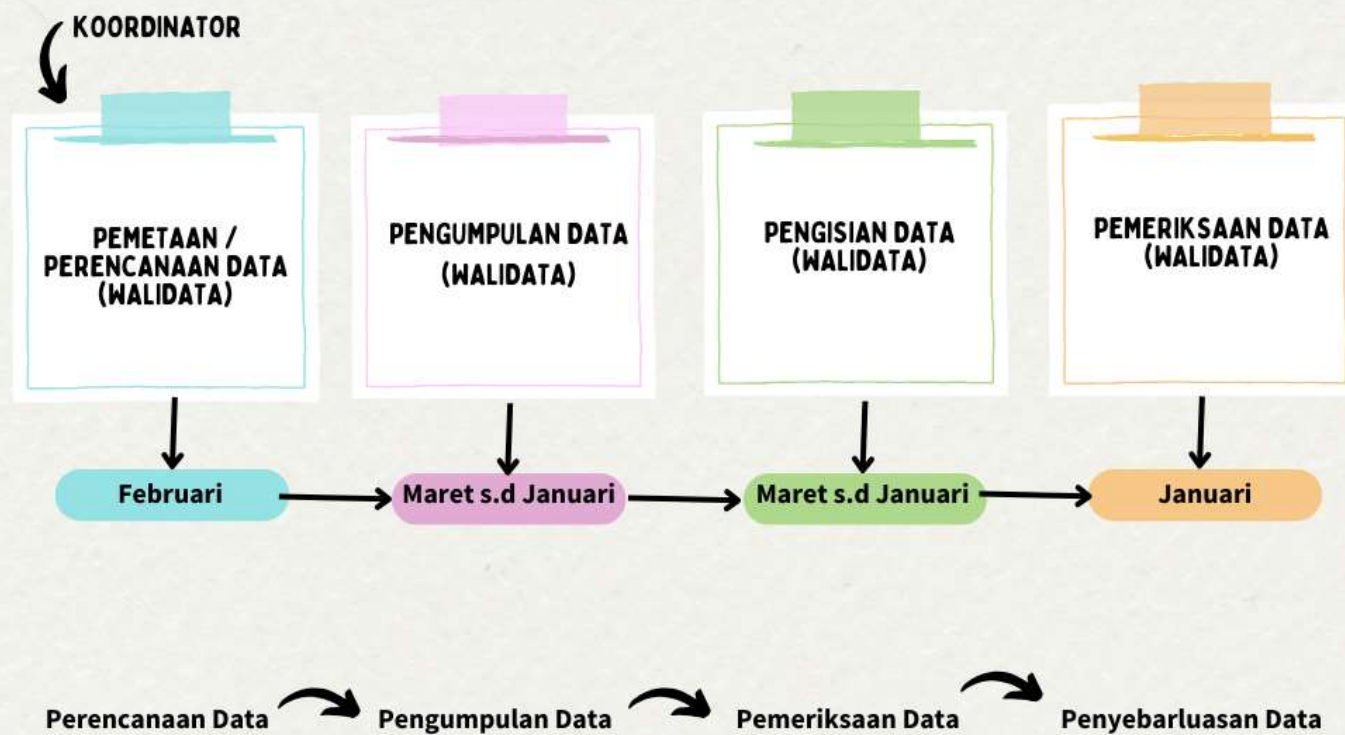 KOORDINATOR
PEMETAAN /
PERENCANAAN DATA
(WALIDATA)
PENGUMPULAN DATA
(WALIDATA)
PENGISIAN DATA
(WALIDATA)
PEMERIKSAAN DATA
(WALIDATA)
Februari
Maret s.d Januari
Maret s.d Januari
Januari
Perencanaan Data
Pengumpulan Data
Pemeriksaan Data
Penyebarluasan Data